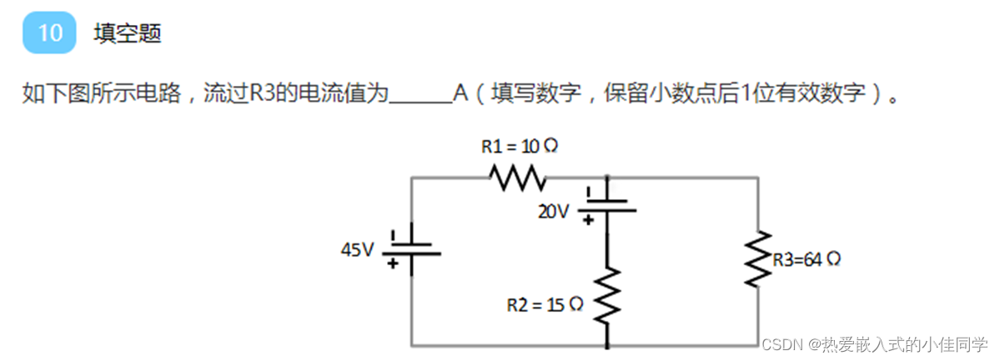 10 填空题
如下图所示电路，流过R3的电流值为______A（填写数字，保留小数点后1位有效数字）。
R1 = 10 Ω
20V
-
+
45V
-
+
R3=64 Ω
R2 = 15 Ω
CSDN @热爱嵌入式的小佳同学